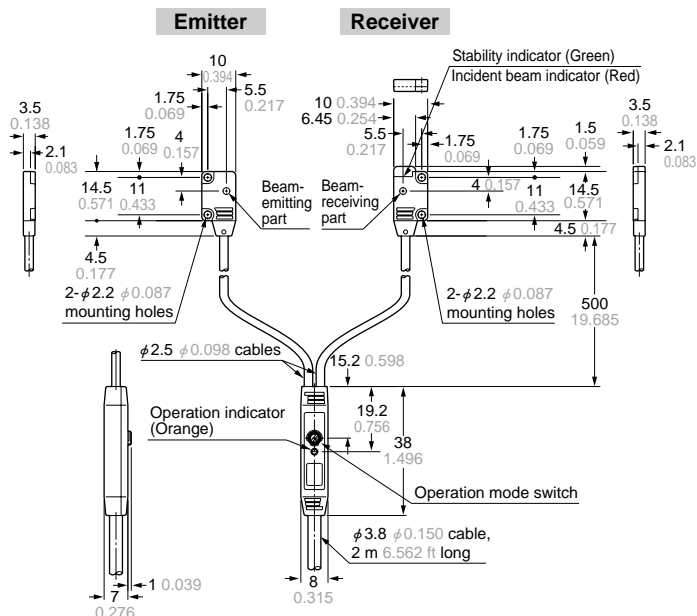 Emitter
Receiver
10
0.394
5.5
0.217
1.75
0.069
4
0.157
3.5
0.138
2.1
0.083
1.75
0.069
14.5
0.571
11
0.433
4.5
0.177
Beam-
emitting
part
2-φ2.2 φ0.087
mounting holes
Stability indicator (Green)
Incident beam indicator (Red)
10 0.394
6.45 0.254
5.5
0.217
1.75
0.069
1.75
0.069
1.5
0.059
3.5
0.138
2.1
0.083
Beam-
receiving
part
4 0.157
11
0.433
14.5
0.571
4.5 0.177
2-φ2.2 φ0.087
mounting holes
500
19.685
φ2.5 φ0.098 cables
15.2 0.598
Operation indicator
(Orange)
19.2
0.756
38
1.496
Operation mode switch
φ3.8 φ0.150 cable,
2 m 6.562 ft long
1 0.039
7
0.276
8
0.315